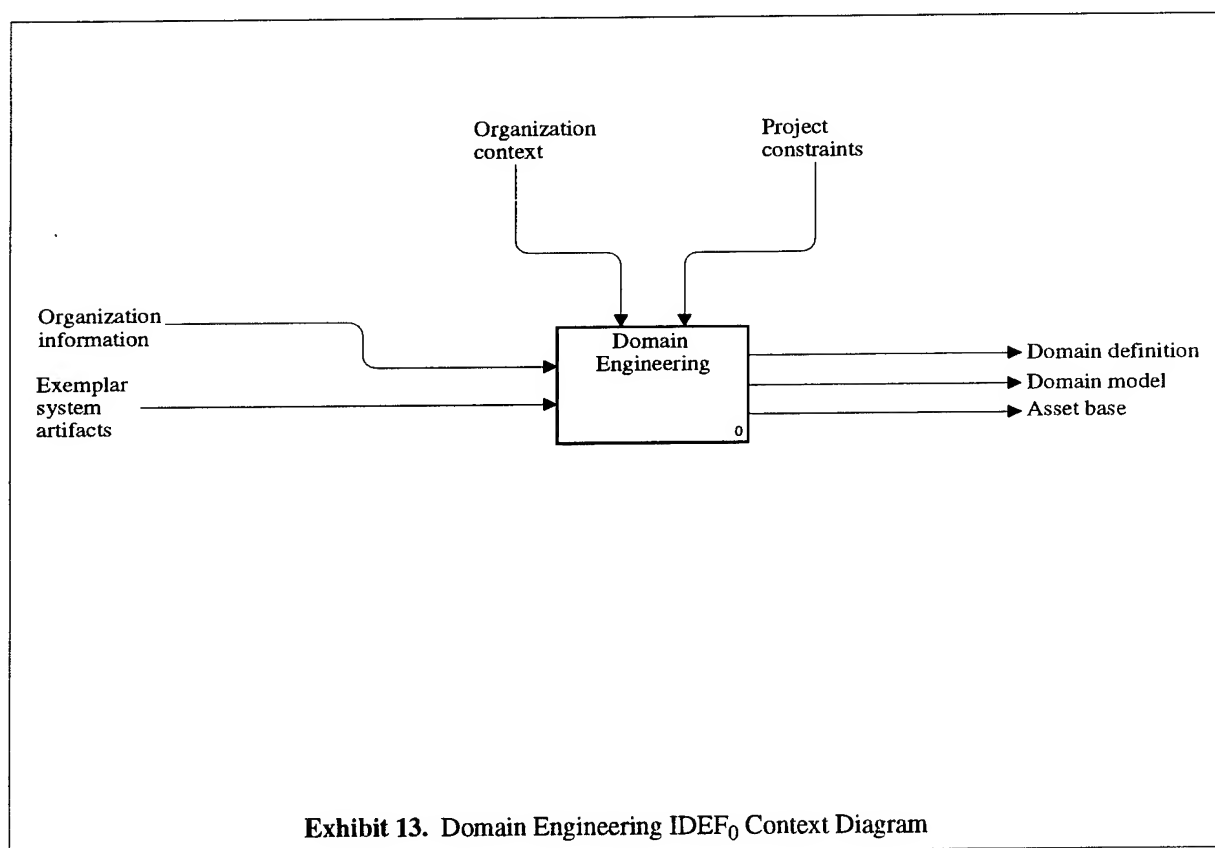 Organization
context
Project
constraints
Organization
information
Exemplar
system
artifacts
Domain
Engineering
0
Domain definition
Domain model
Asset base
Exhibit 13. Domain Engineering IDEF₀ Context Diagram